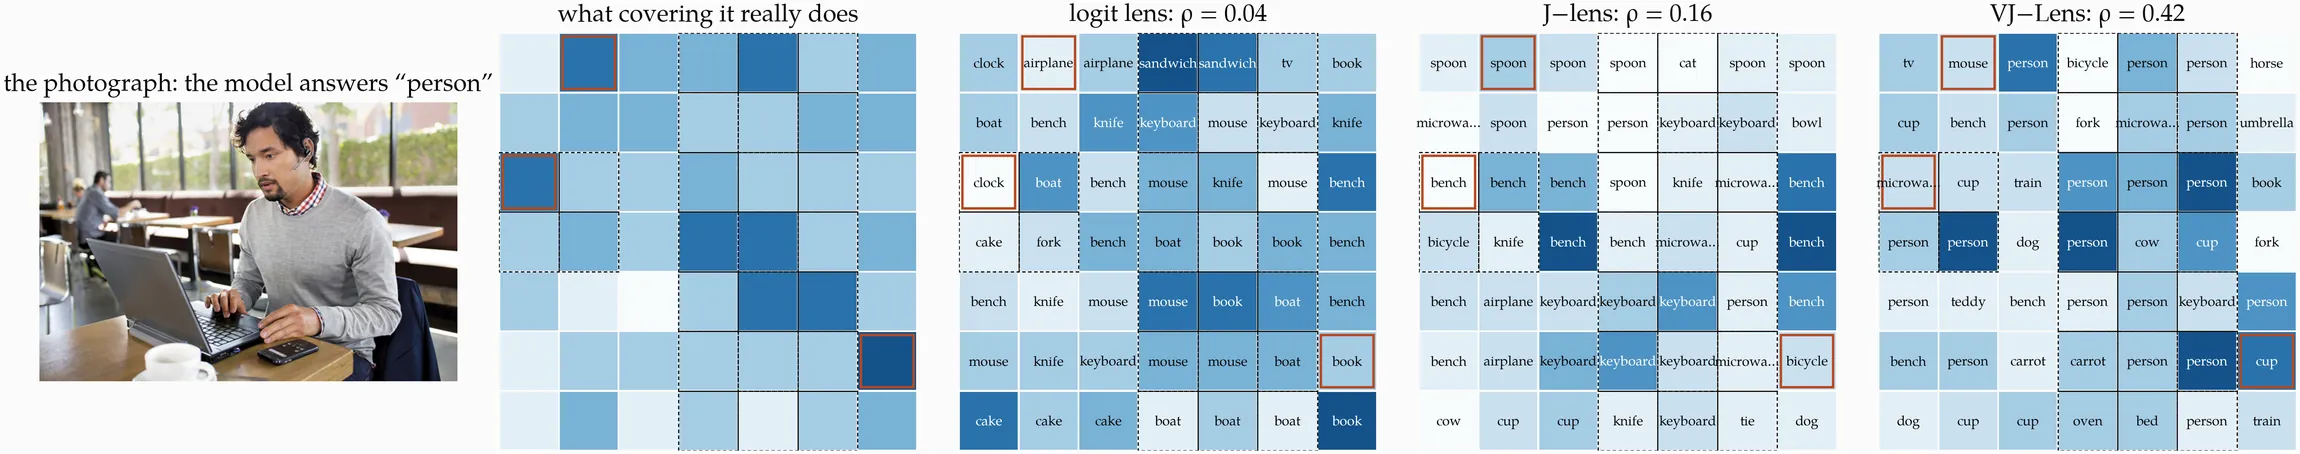 what covering it really does
logit lens: ρ = 0.04
J−lens: ρ = 0.16
VJ−Lens: ρ = 0.42
the photograph: the model answers “person”
clock airplane airplane sandwich sandwich tv book
boat bench knife keyboard mouse keyboard knife
clock boat bench mouse knife mouse bench
cake fork bench boat book book bench
bench knife mouse mouse book boat bench
mouse knife keyboard mouse mouse boat book
cake cake cake boat boat boat book
spoon spoon spoon spoon cat spoon spoon
microwa... spoon person person keyboard keyboard bowl
bench bench bench spoon knife microwa... bench
bicycle knife bench bench microwa... cup bench
bench airplane keyboard keyboard keyboard person bench
bench airplane keyboard keyboard keyboard microwa... bicycle
cow cup cup knife keyboard tie dog
tv mouse person bicycle person person horse
cup bench person fork microwa... person umbrella
microwa... cup train person person person book
person person dog person cow cup fork
person teddy bench person person keyboard person
bench person carrot carrot person person cup
dog cup cup oven bed person train